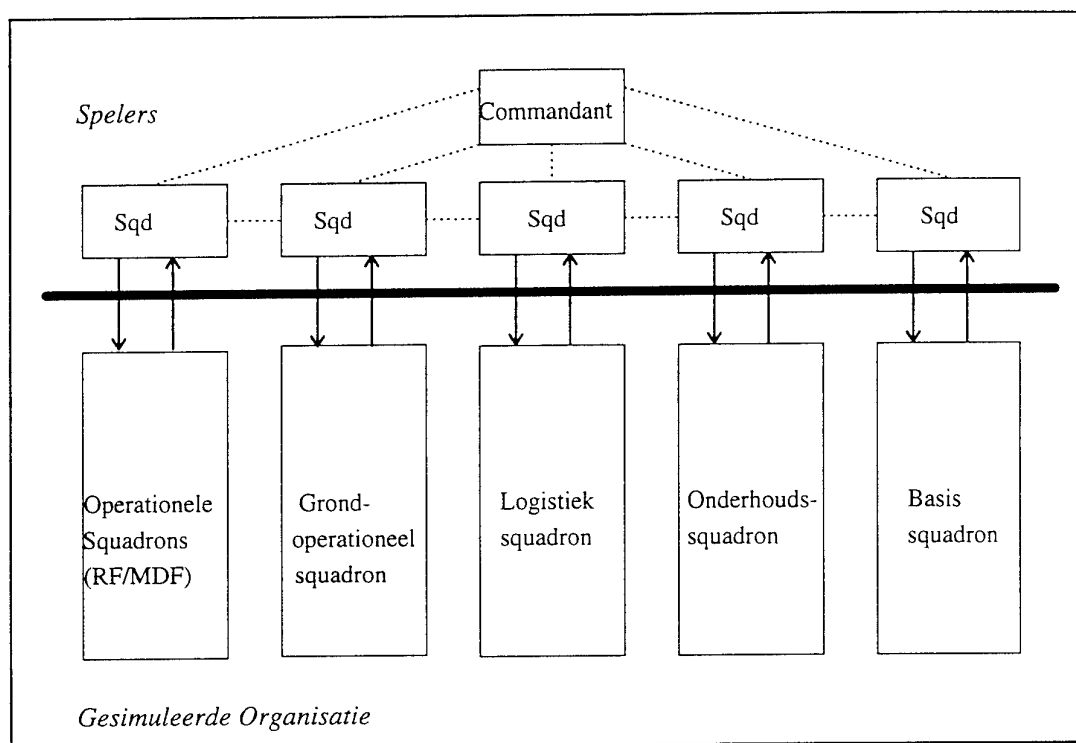 Spelers
Commandant
Sqd
Sqd
Sqd
Sqd
Sqd
Operationele
Squadrons
(RF/MDF)
Grond-
operationeel
squadron
Logistiek
squadron
Onderhouds-
squadron
Basis
squadron
Gesimuleerde Organisatie